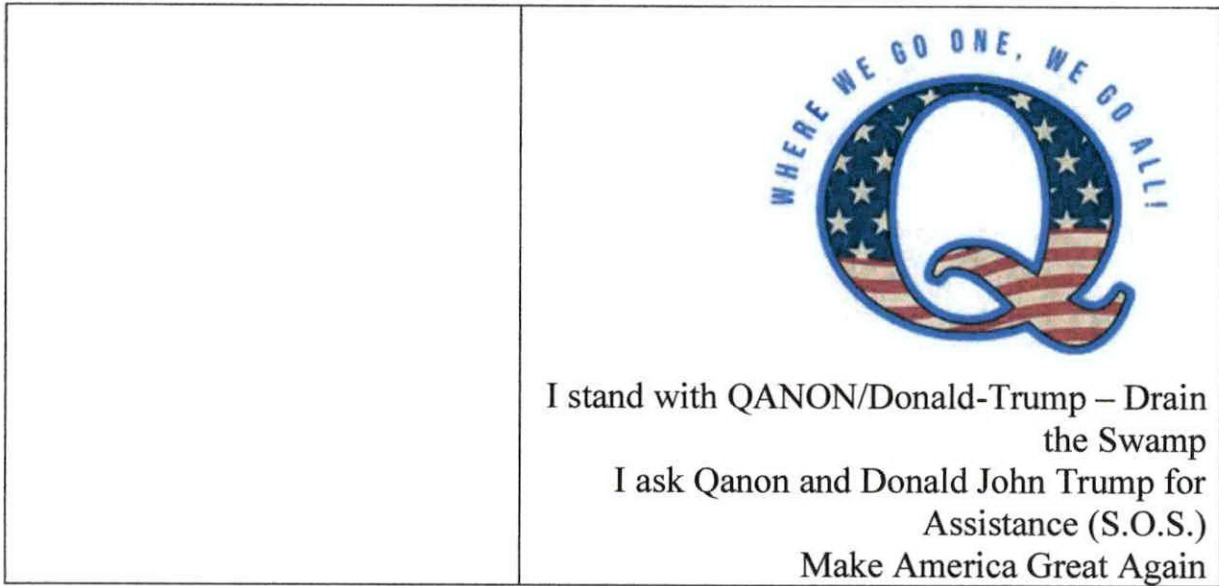 WHERE WE GO ONE, WE GO ALL!
Q
I stand with QANON/Donald-Trump – Drain
the Swamp
I ask Qanon and Donald John Trump for
Assistance (S.O.S.)
Make America Great Again